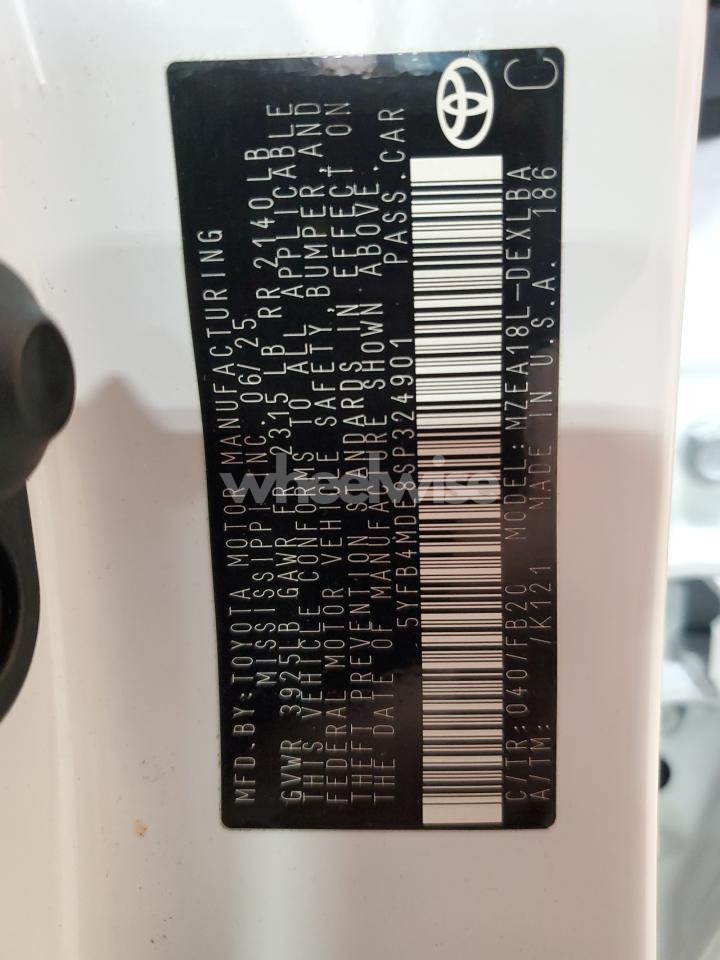 MFD. BY: TOYOTA MOTOR MANUFACTURING
MISSISSIPPI INC. 06/25
GVWR 3925LB GAWR FR 2315 LB RR 2140LB
THIS VEHICLE CONFORMS TO ALL APPLICABLE
FEDERAL MOTOR VEHICLE SAFETY, BUMPER, AND
THEFT PREVENTION STANDARDS IN EFFECT ON
THE DATE OF MANUFACTURE SHOWN ABOVE.
5YFB4MDE8SP324901 PASS.CAR
C/TR: 040/FB20 MODEL: MZEA18L-DEXLBA
A/TM: /K121 MADE IN U.S.A. 186
C
wheelwise